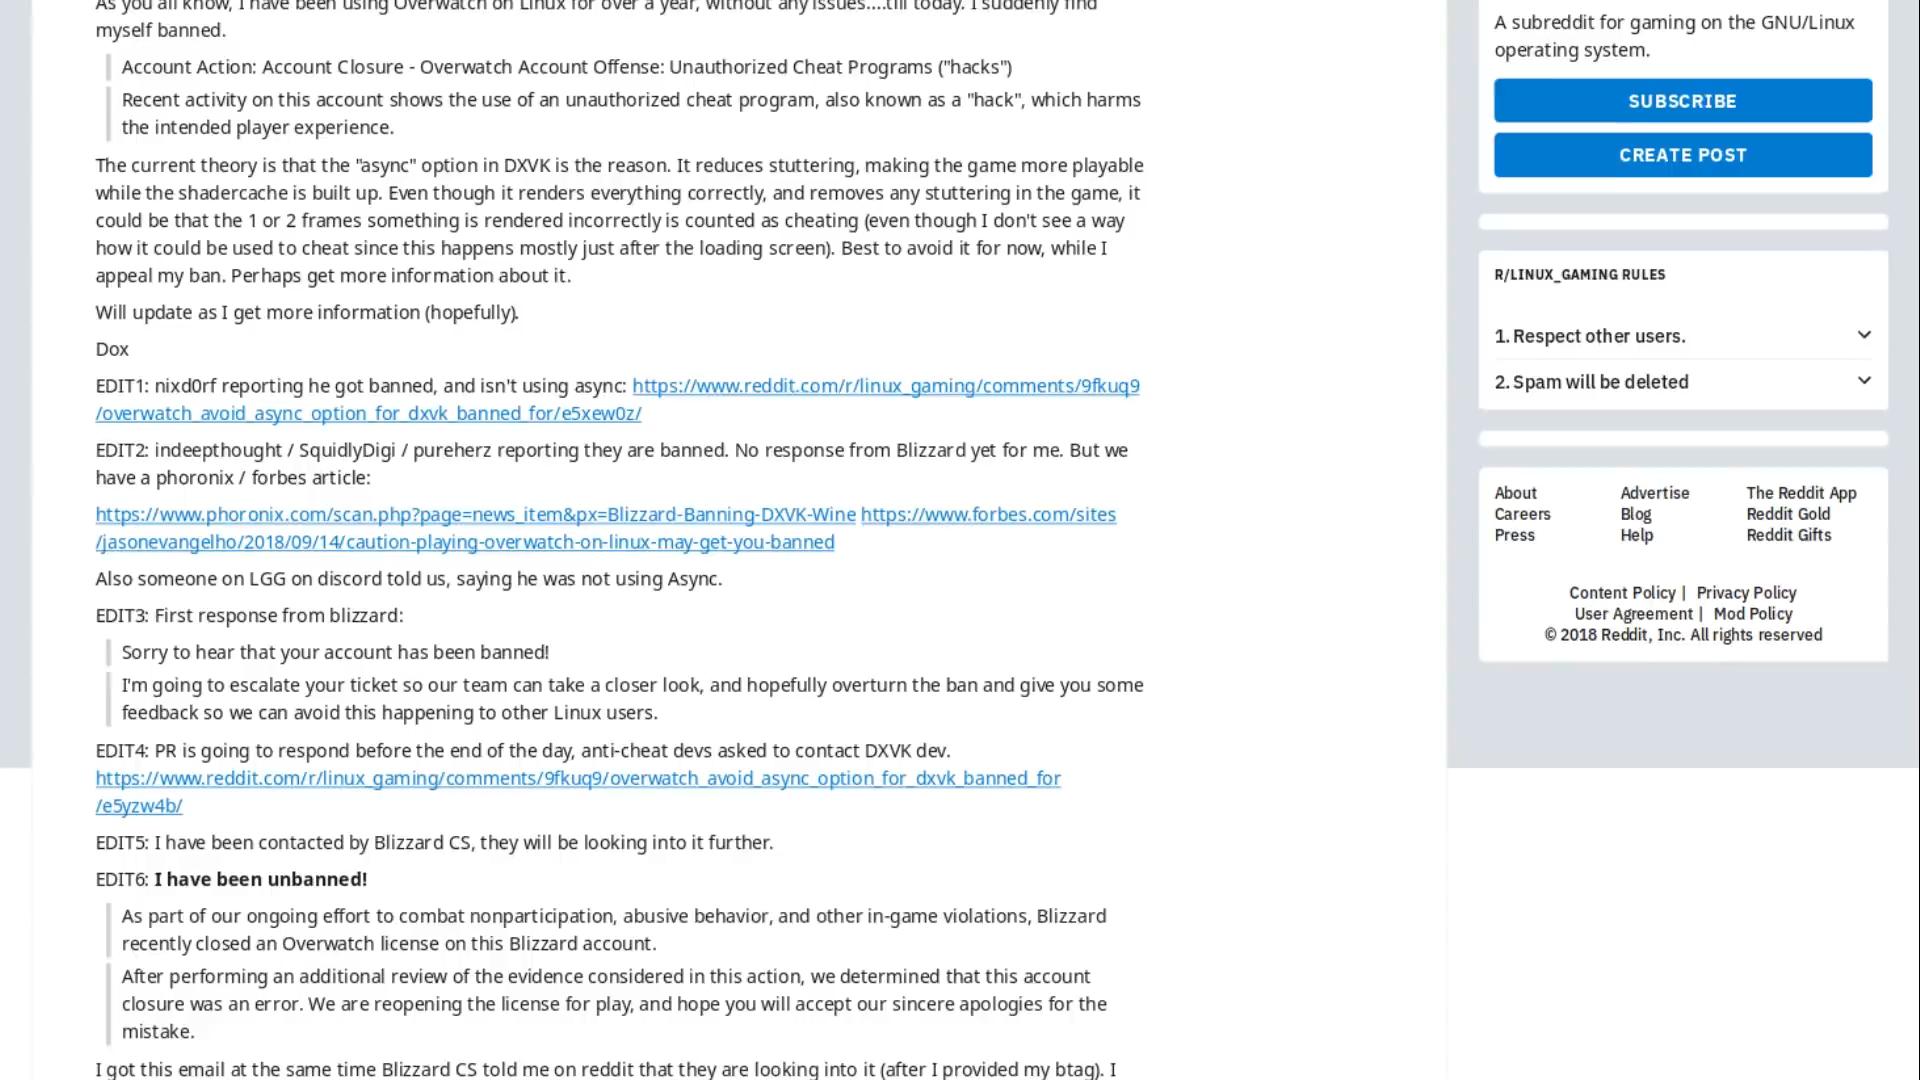 As you all know, I have been using Overwatch on Linux for over a year, without any issues....till today. I suddenly find
myself banned.
Account Action: Account Closure - Overwatch Account Offense: Unauthorized Cheat Programs ("hacks")
Recent activity on this account shows the use of an unauthorized cheat program, also known as a "hack", which harms
the intended player experience.
The current theory is that the "async" option in DXVK is the reason. It reduces stuttering, making the game more playable
while the shadercache is built up. Even though it renders everything correctly, and removes any stuttering in the game, it
could be that the 1 or 2 frames something is rendered incorrectly is counted as cheating (even though I don't see a way
how it could be used to cheat since this happens mostly just after the loading screen). Best to avoid it for now, while I
appeal my ban. Perhaps get more information about it.
Will update as I get more information (hopefully).
Dox
EDIT1: nixd0rf reporting he got banned, and isn't using async: https://www.reddit.com/r/linux_gaming/comments/9fkuq9
/overwatch_avoid_async_option_for_dxvk_banned_for/e5xew0z/
EDIT2: indeepthought / SquidlyDigi / pureherz reporting they are banned. No response from Blizzard yet for me. But we
have a phoronix / forbes article:
https://www.phoronix.com/scan.php?page=news_item&px=Blizzard-Banning-DXVK-Wine https://www.forbes.com/sites
/jasonevangelho/2018/09/14/caution-playing-overwatch-on-linux-may-get-you-banned
Also someone on LGG on discord told us, saying he was not using Async.
EDIT3: First response from blizzard:
Sorry to hear that your account has been banned!
I'm going to escalate your ticket so our team can take a closer look, and hopefully overturn the ban and give you some
feedback so we can avoid this happening to other Linux users.
EDIT4: PR is going to respond before the end of the day, anti-cheat devs asked to contact DXVK dev.
https://www.reddit.com/r/linux_gaming/comments/9fkuq9/overwatch_avoid_async_option_for_dxvk_banned_for
/e5yzw4b/
EDIT5: I have been contacted by Blizzard CS, they will be looking into it further.
EDIT6: I have been unbanned!
As part of our ongoing effort to combat nonparticipation, abusive behavior, and other in-game violations, Blizzard
recently closed an Overwatch license on this Blizzard account.
After performing an additional review of the evidence considered in this action, we determined that this account
closure was an error. We are reopening the license for play, and hope you will accept our sincere apologies for the
mistake.
I got this email at the same time Blizzard CS told me on reddit that they are looking into it (after I provided my btag). I
A subreddit for gaming on the GNU/Linux
operating system.
SUBSCRIBE
CREATE POST
R/LINUX_GAMING RULES
1. Respect other users.
2. Spam will be deleted
About Advertise The Reddit App
Careers Blog Reddit Gold
Press Help Reddit Gifts
Content Policy | Privacy Policy
User Agreement | Mod Policy
© 2018 Reddit, Inc. All rights reserved